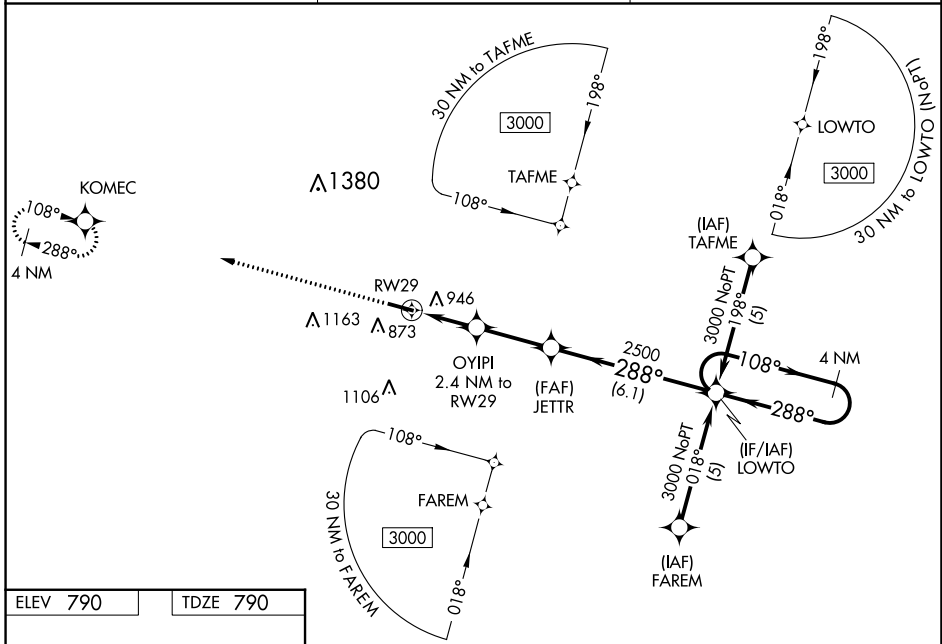 30 NM to TAFME
198°
3000
TAFME
108°
198°
LOWTO
3000
018°
30 NM to LOWTO (NoPT)
1380
KOMEC
108°
288°
4 NM
(IAF)
TAFME
3000 NoPT
198°
(5)
RW29
946
1163
873
OYIPI
2.4 NM to
RW29
(FAF)
JETTR
2500
288°
(6.1)
108°
4 NM
288°
(IF/IAF)
LOWTO
1106
3000 NoPT
018°
(5)
(IAF)
FAREM
108°
FAREM
3000
30 NM to FAREM
018°
ELEV 790
TDZE 790